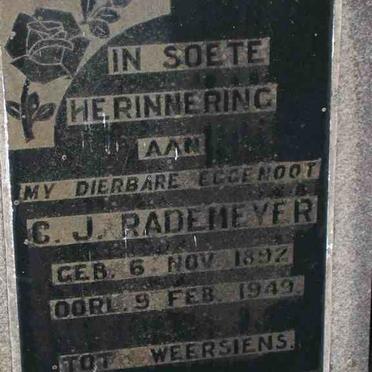 IN SOETE
HERINNERING
AAN
MY DIERBARE EGGENOOT
C. J. RADEMEYER
GEB. 6 NOV. 1892
OORL. 9 FEB. 1949.
TOT WEERSIENS.